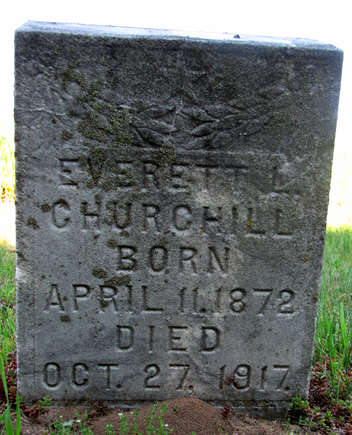 EVERETT L.
CHURCHILL
BORN
APRIL 11. 1872
DIED
OCT. 27. 1917.